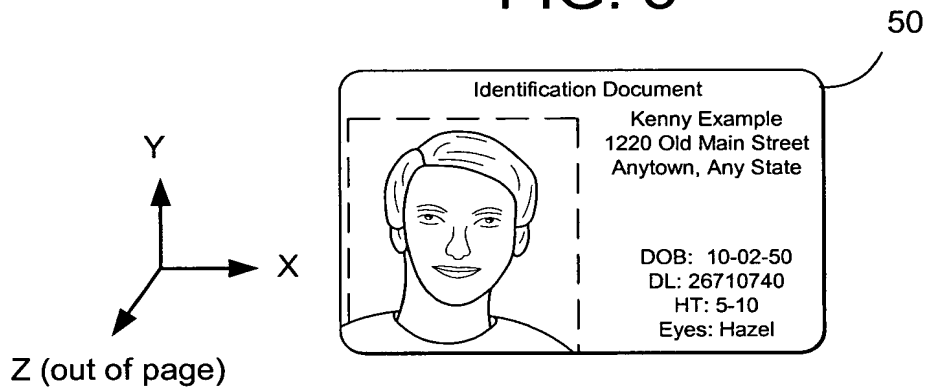 50
Identification Document
Kenny Example
1220 Old Main Street
Anytown, Any State
DOB: 10-02-50
DL: 26710740
HT: 5-10
Eyes: Hazel
Y
X
Z (out of page)